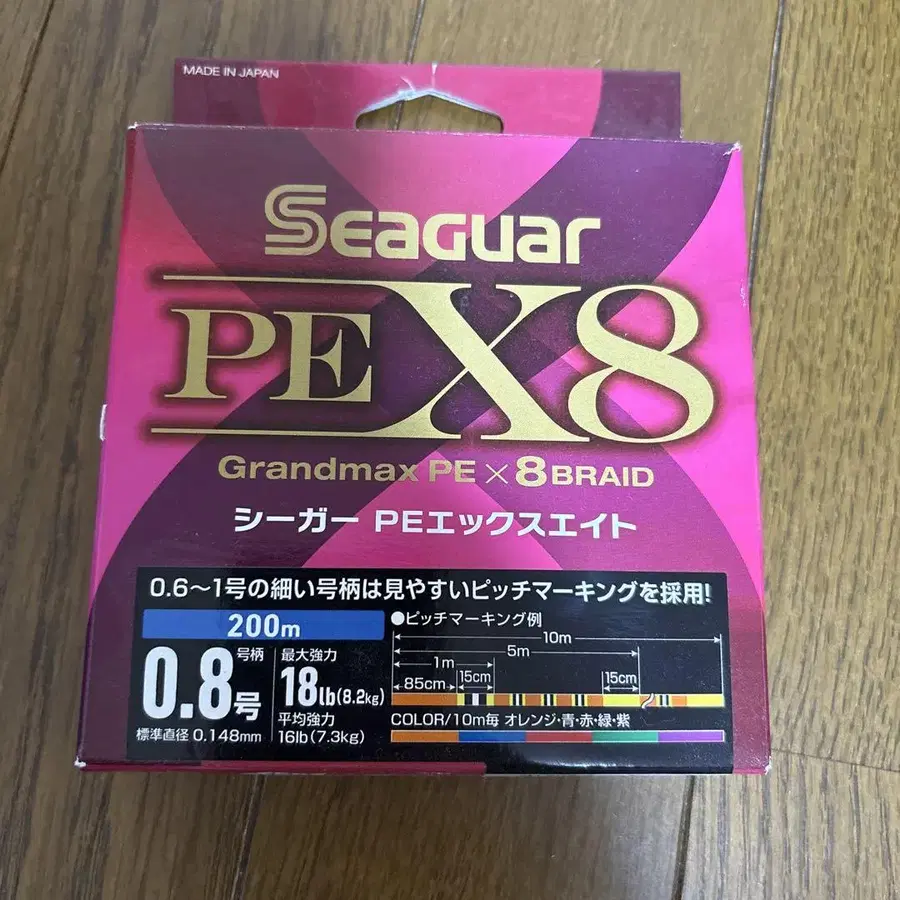 MADE IN JAPAN
SEAGUAR
PE X8
Grandmax PE × 8 BRAID
シーガー PEエックスエイト
0.6～1号の細い号柄は見やすいピッチマーキングを採用!
200m
0.8号
号柄
標準直径 0.148mm
最大強力
18lb(8.2kg)
平均強力
16lb(7.3kg)
●ピッチマーキング例
10m
5m
1m
85cm 15cm 15cm
COLOR/10m毎 オレンジ・青・赤・緑・紫